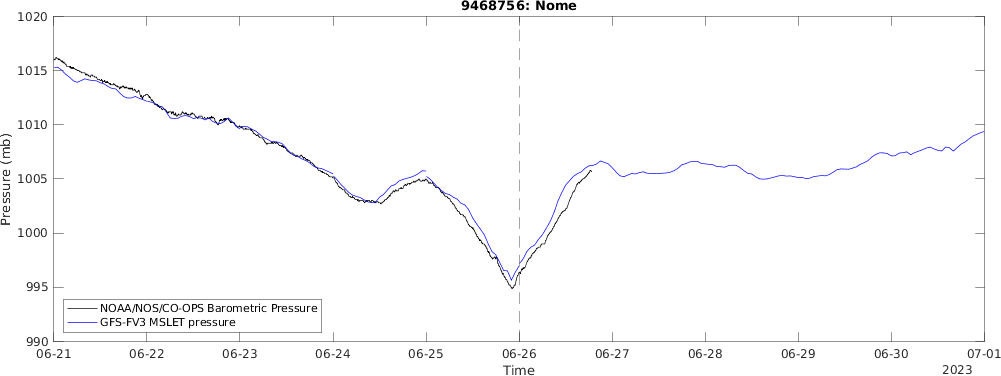 9468756: Nome
1020
1015
1010
1005
1000
995
990
Pressure (mb)
NOAA/NOS/CO-OPS Barometric Pressure
GFS-FV3 MSLET pressure
06-21 06-22 06-23 06-24 06-25 06-26 06-27 06-28 06-29 06-30 07-01
Time
2023